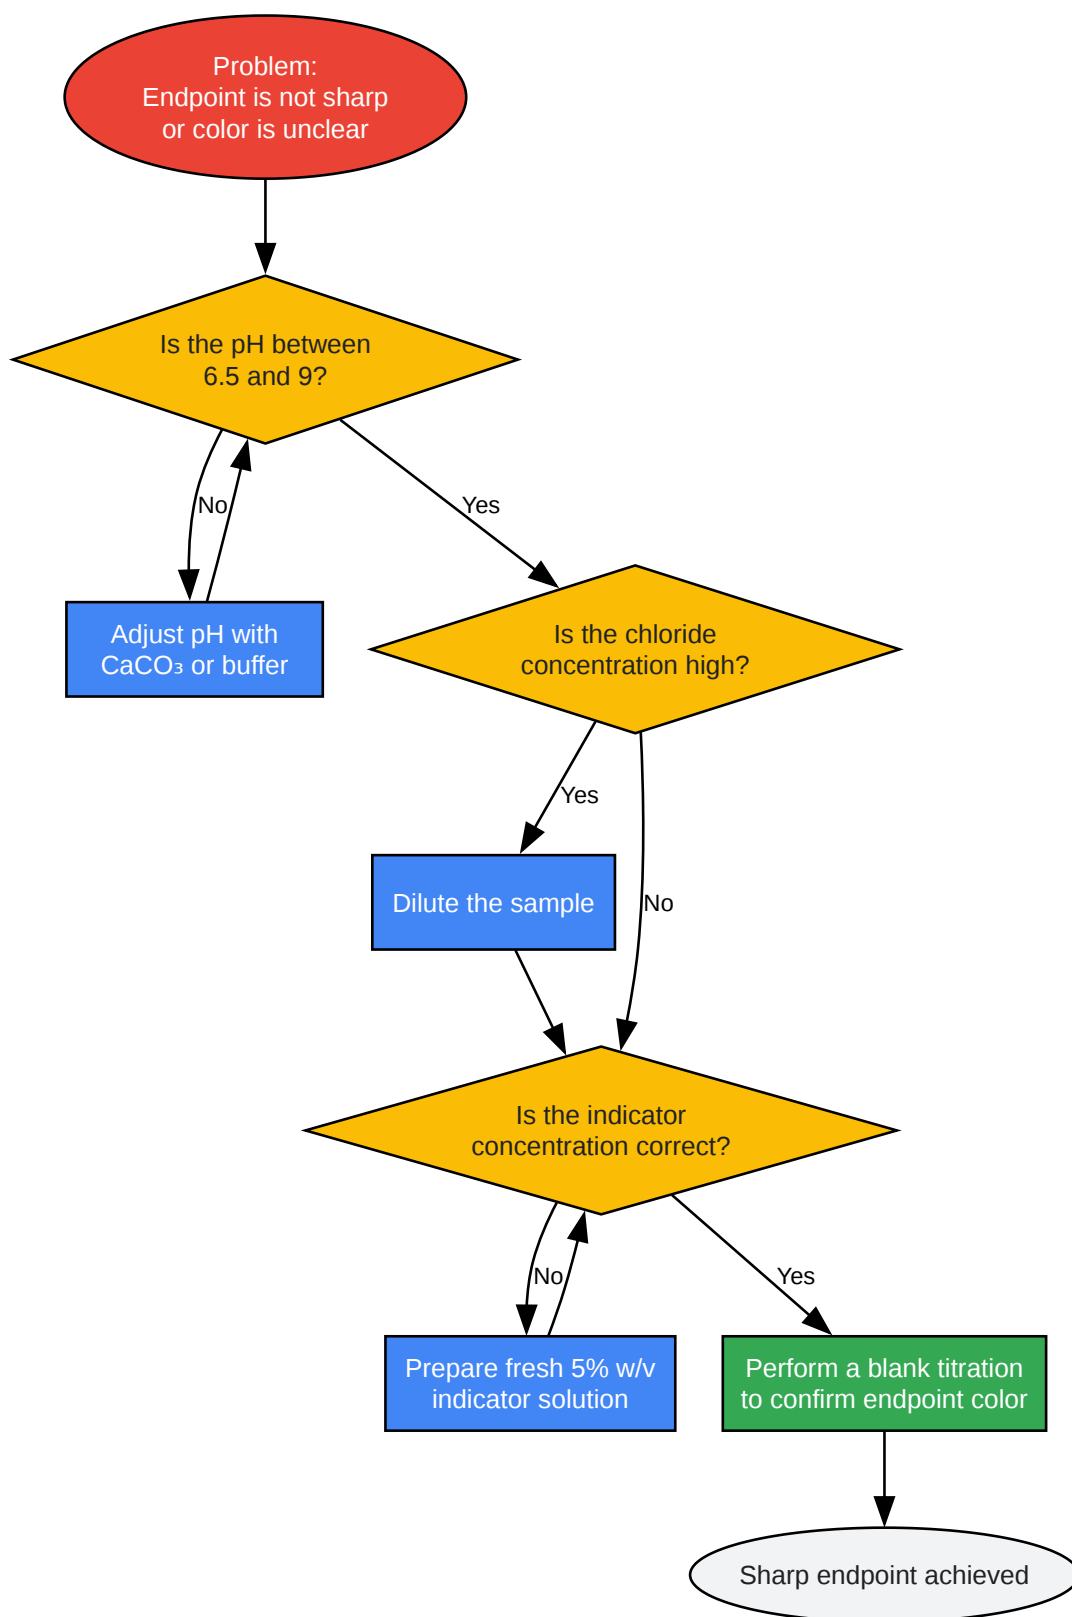 Problem:
Endpoint is not sharp
or color is unclear
Is the pH between
6.5 and 9?
No
Yes
Adjust pH with
CaCO₃ or buffer
Is the chloride
concentration high?
Yes
Dilute the sample
No
Is the indicator
concentration correct?
No
Yes
Prepare fresh 5% w/v
indicator solution
Perform a blank titration
to confirm endpoint color
Sharp endpoint achieved